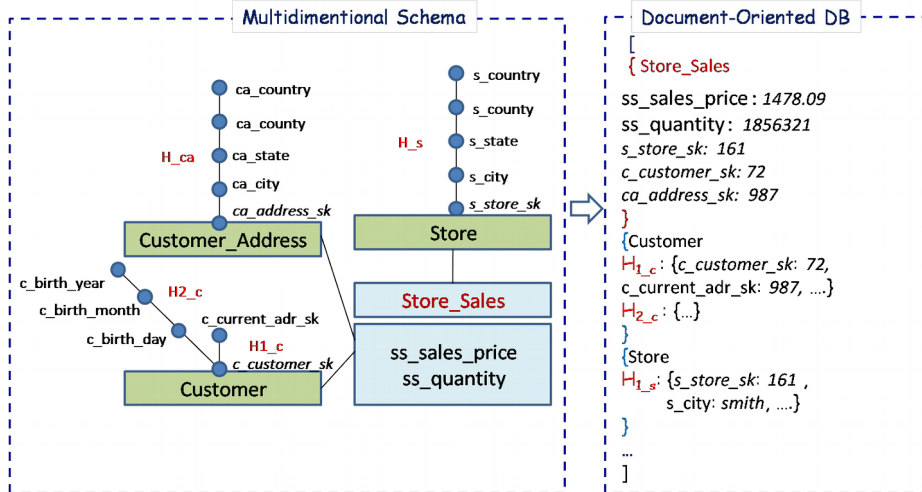 Multidimentional Schema
ca_country
ca_county
H_ca
ca_state
ca_city
ca_address_sk
Customer_Address
s_country
s_county
H_s
s_state
s_city
s_store_sk
Store
c_birth_year
H2_c
c_birth_month
c_birth_day
c_current_adr_sk
H1_c
c_customer_sk
Customer
Store_Sales
ss_sales_price
ss_quantity
Document-Oriented DB
[
{ Store_Sales
ss_sales_price : 1478.09
ss_quantity : 1856321
s_store_sk: 161
c_customer_sk: 72
ca_address_sk: 987
}
{Customer
H1_c: {c_customer_sk: 72,
c_current_adr_sk: 987, ....}
H2_c: {...}
}
{Store
H1_s: {s_store_sk: 161 ,
s_city: smith, ....}
}
...
]